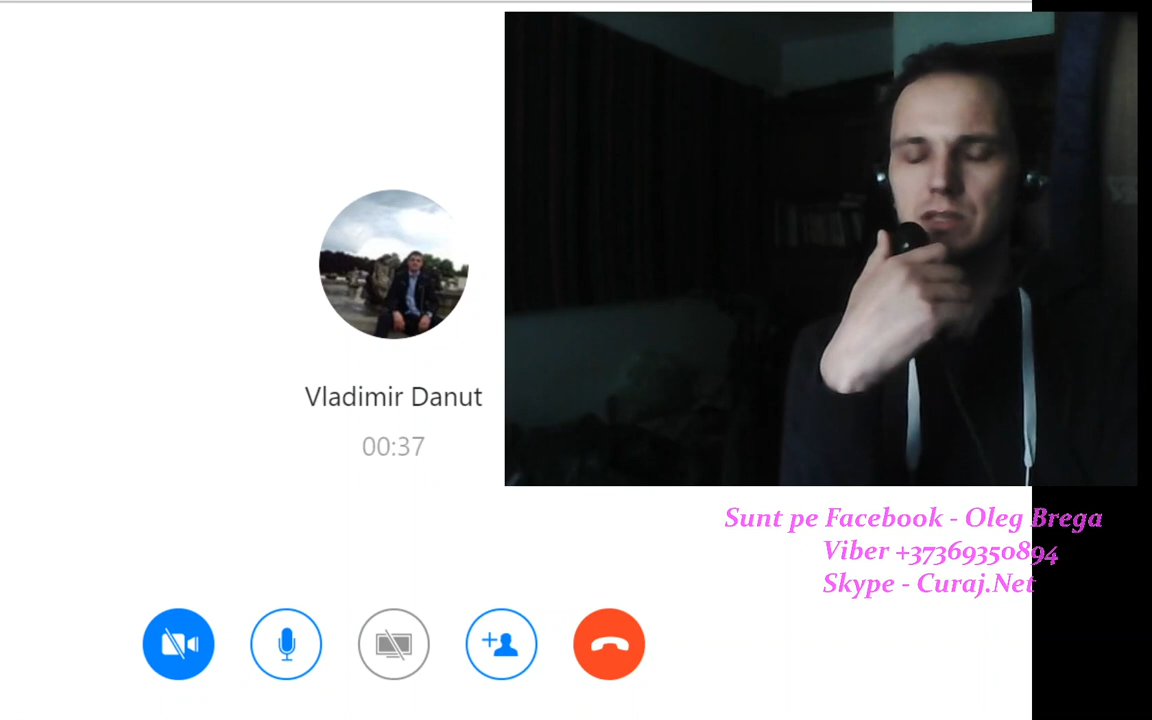 Vladimir Danut
00:37
Sunt pe Facebook - Oleg Brega
Viber +37369350894
Skype - Curaj.Net